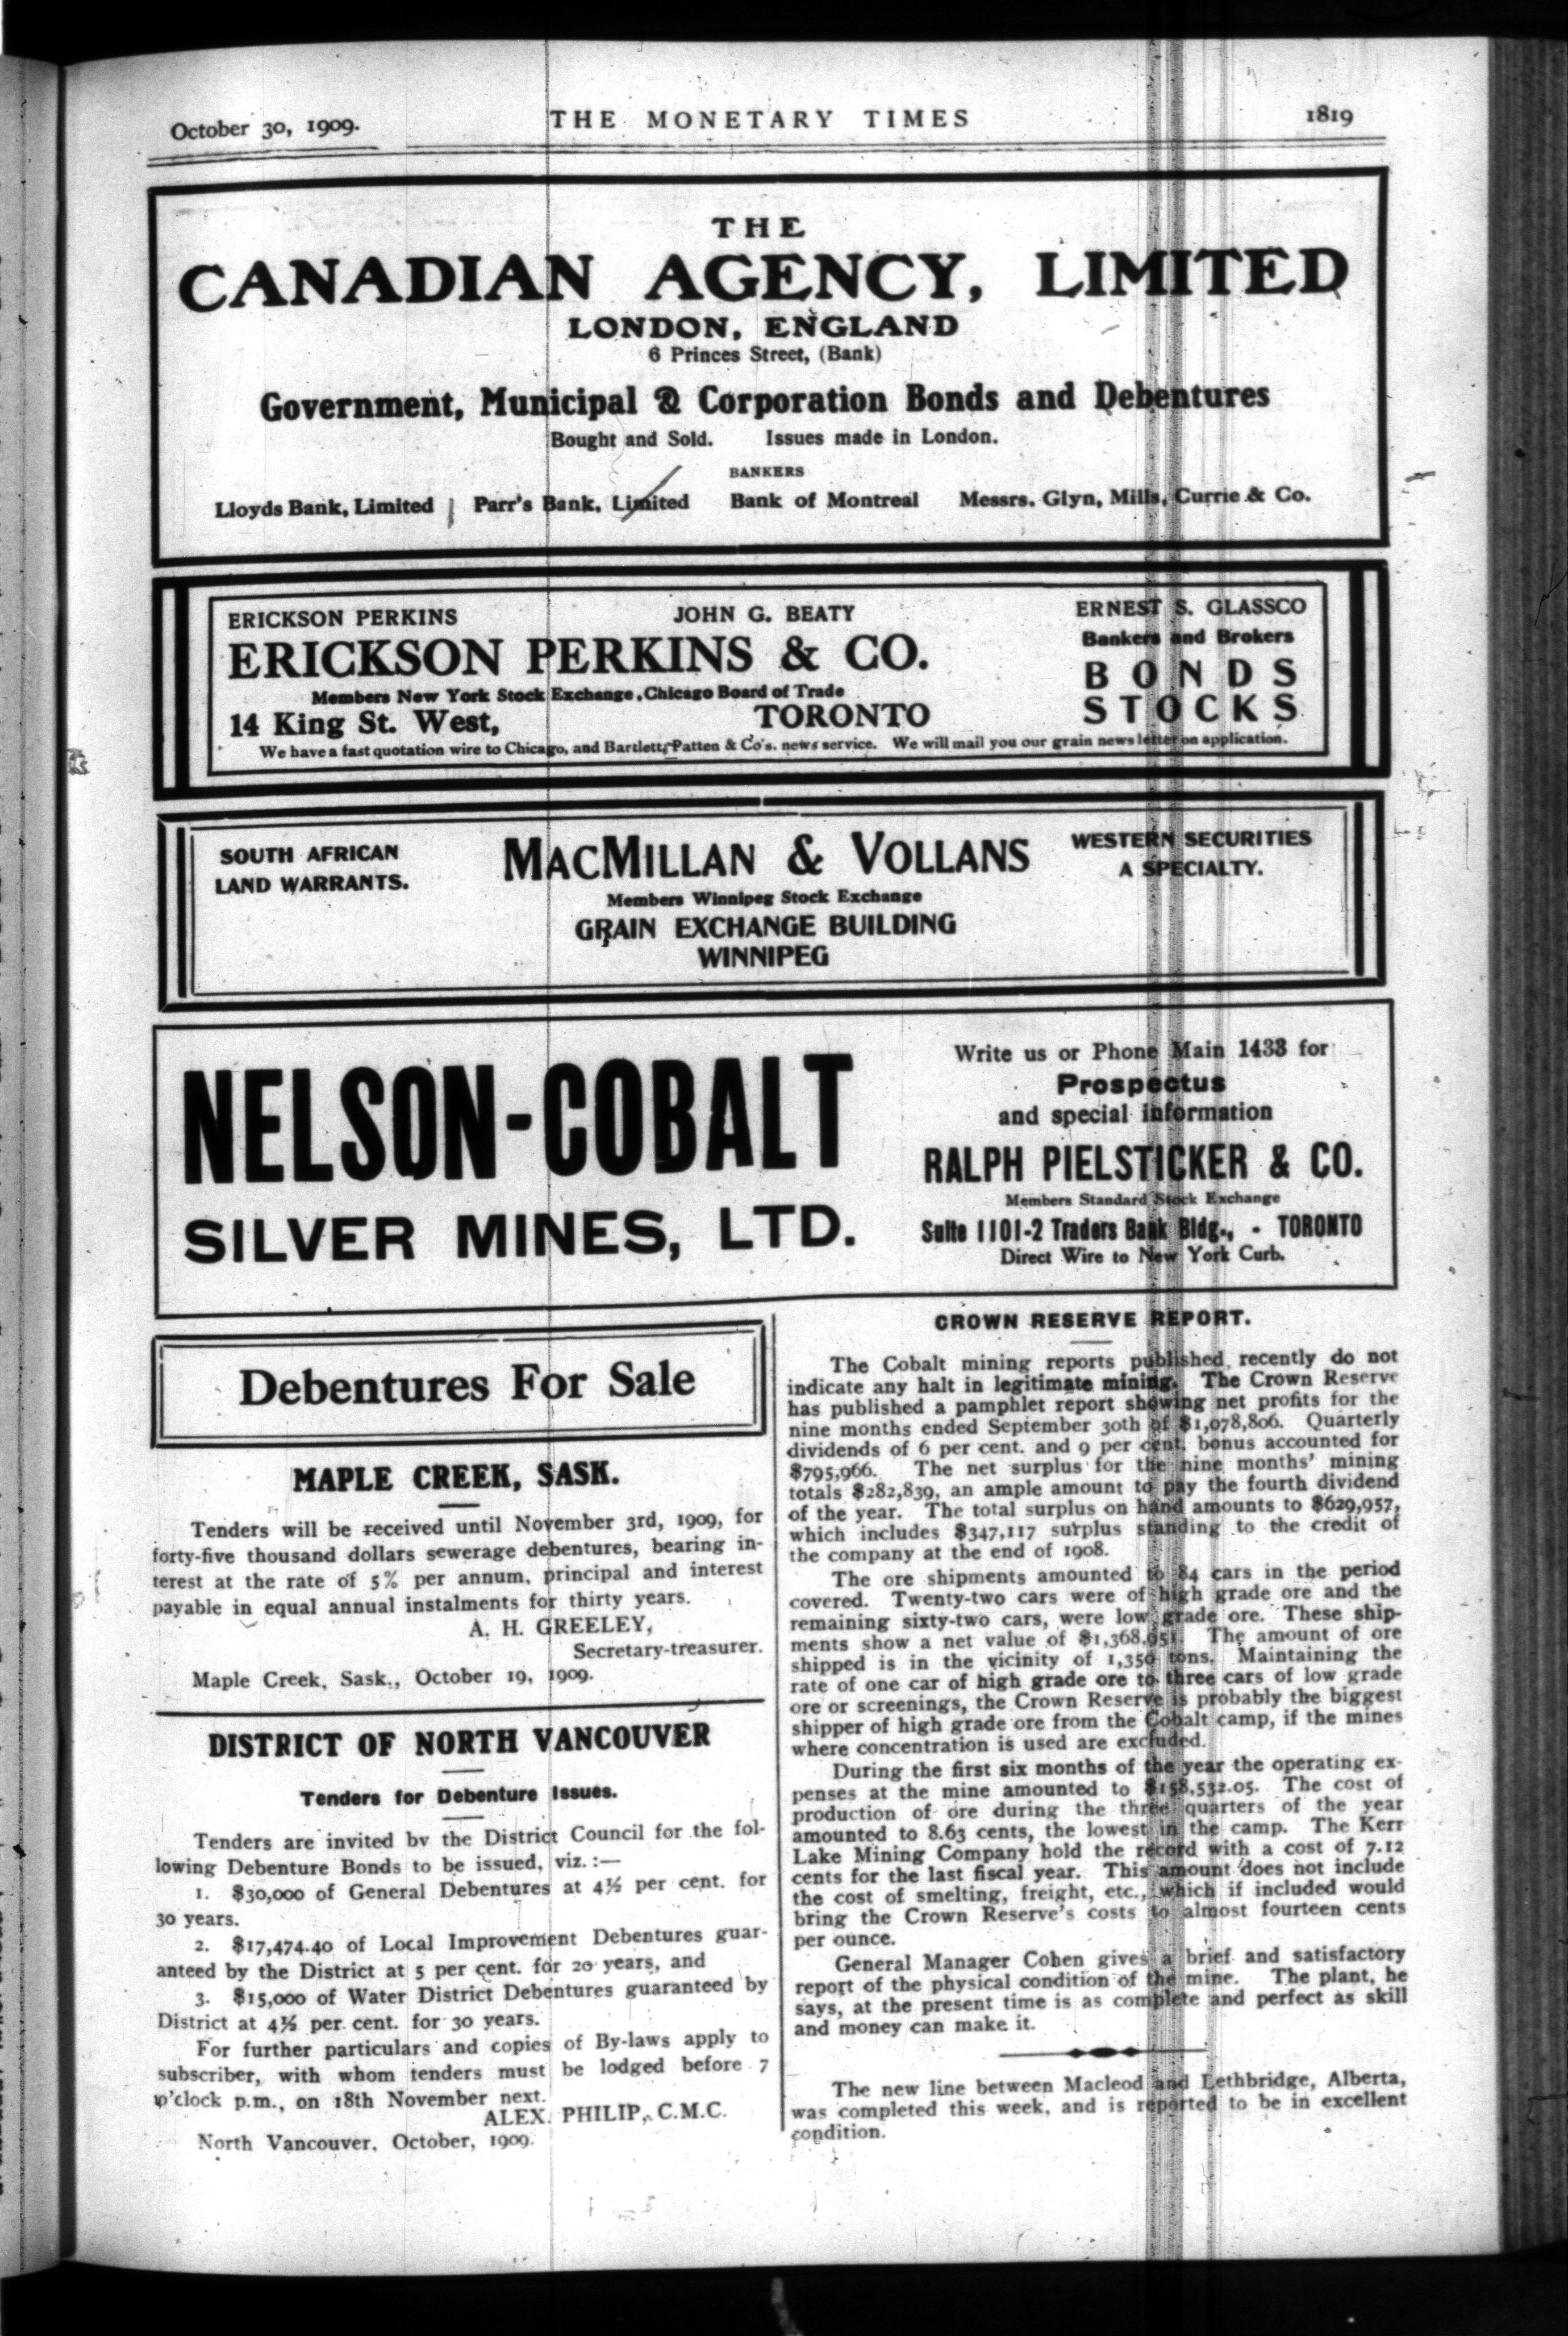 October 30, 1909.
THE MONETARY TIMES
1819
THE
CANADIAN AGENCY, LIMITED
LONDON, ENGLAND
6 Princes Street, (Bank)
Government, Municipal & Corporation Bonds and Debentures
Bought and Sold. Issues made in London.
BANKERS
Lloyds Bank, Limited Parr's Bank, Limited Bank of Montreal Messrs. Glyn, Mills, Currie & Co.
ERICKSON PERKINS JOHN G. BEATY ERNEST S. GLASSCO
ERICKSON PERKINS & CO.
Members New York Stock Exchange, Chicago Board of Trade
14 King St. West, TORONTO
Bankers and Brokers
BONDS
STOCKS
We have a fast quotation wire to Chicago, and Bartlett, Patten & Co's. news service. We will mail you our grain news letter on application.
SOUTH AFRICAN
LAND WARRANTS.
MACMILLAN & VOLLANS
Members Winnipeg Stock Exchange
GRAIN EXCHANGE BUILDING
WINNIPEG
WESTERN SECURITIES
A SPECIALTY.
NELSON-COBALT
SILVER MINES, LTD.
Write us or Phone Main 1433 for
Prospectus
and special information
RALPH PIELSTICKER & CO.
Members Standard Stock Exchange
Suite 1101-2 Traders Bank Bldg., - TORONTO
Direct Wire to New York Curb.
Debentures For Sale
MAPLE CREEK, SASK.
Tenders will be received until November 3rd, 1909, for
forty-five thousand dollars sewerage debentures, bearing in-
terest at the rate of 5% per annum, principal and interest
payable in equal annual instalments for thirty years.
A. H. GREELEY,
Secretary-treasurer.
Maple Creek, Sask., October 19, 1909.
DISTRICT OF NORTH VANCOUVER
Tenders for Debenture Issues.
Tenders are invited by the District Council for the fol-
lowing Debenture Bonds to be issued, viz.:—
1. $30,000 of General Debentures at 4½ per cent. for
30 years.
2. $17,474.40 of Local Improvement Debentures guar-
anteed by the District at 5 per cent. for 20 years, and
3. $15,000 of Water District Debentures guaranteed by
District at 4½ per cent. for 30 years.
For further particulars and copies of By-laws apply to
subscriber, with whom tenders must be lodged before 7
o'clock p.m., on 18th November next.
ALEX. PHILIP, C.M.C.
North Vancouver, October, 1909.
CROWN RESERVE REPORT.
The Cobalt mining reports published recently do not
indicate any halt in legitimate mining. The Crown Reserve
has published a pamphlet report showing net profits for the
nine months ended September 30th of $1,078,806. Quarterly
dividends of 6 per cent. and 9 per cent. bonus accounted for
$795,966. The net surplus for the nine months' mining
totals $282,839, an ample amount to pay the fourth dividend
of the year. The total surplus on hand amounts to $629,957,
which includes $347,117 surplus standing to the credit of
the company at the end of 1908.
The ore shipments amounted to 84 cars in the period
covered. Twenty-two cars were of high grade ore and the
remaining sixty-two cars, were low grade ore. These ship-
ments show a net value of The amount of ore
shipped is in the vicinity of 1,350 tons. Maintaining the
rate of one car of high grade ore to three cars of low grade
ore or screenings, the Crown Reserve is probably the biggest
shipper of high grade ore from the Cobalt camp, if the mines
where concentration is used are excluded.
During the first six months of the year the operating ex-
penses at the mine amounted to $158,532.05. The cost of
production of ore during the three quarters of the year
amounted to 8.63 cents, the lowest in the camp. The Kerr
Lake Mining Company hold the record with a cost of 7.12
cents for the last fiscal year. This amount does not include
the cost of smelting, freight, etc., which if included would
bring the Crown Reserve's costs to almost fourteen cents
per ounce.
General Manager Cohen gives a brief and satisfactory
report of the physical condition of the mine. The plant, he
says, at the present time is as complete and perfect as skill
and money can make it.
The new line between Macleod and Lethbridge, Alberta,
was completed this week, and is reported to be in excellent
condition.